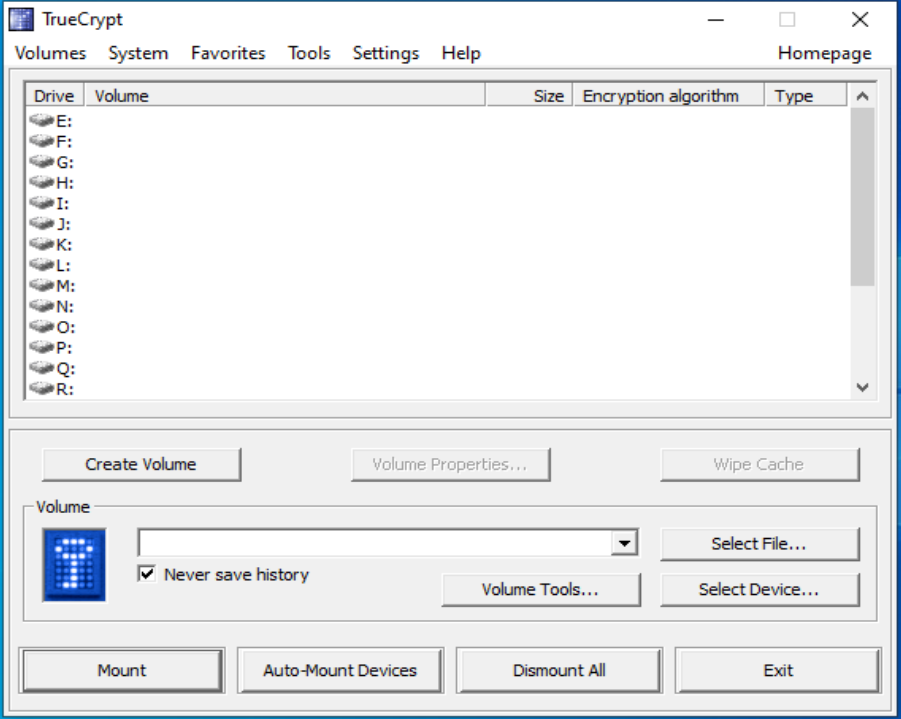 TrueCrypt
Volumes System Favorites Tools Settings Help Homepage
Drive Volume Size Encryption algorithm Type
E:
F:
G:
H:
I:
J:
K:
L:
M:
N:
O:
P:
Q:
R:
Create Volume Volume Properties... Wipe Cache
Volume
Select File...
Never save history
Volume Tools... Select Device...
Mount Auto-Mount Devices Dismount All Exit